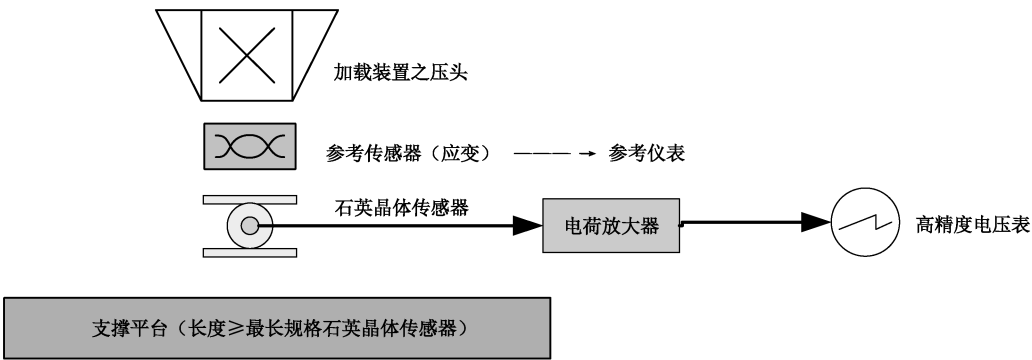 加载装置之压头
参考传感器（应变） ——— → 参考仪表
石英晶体传感器
电荷放大器
高精度电压表
支撑平台（长度≥最长规格石英晶体传感器）